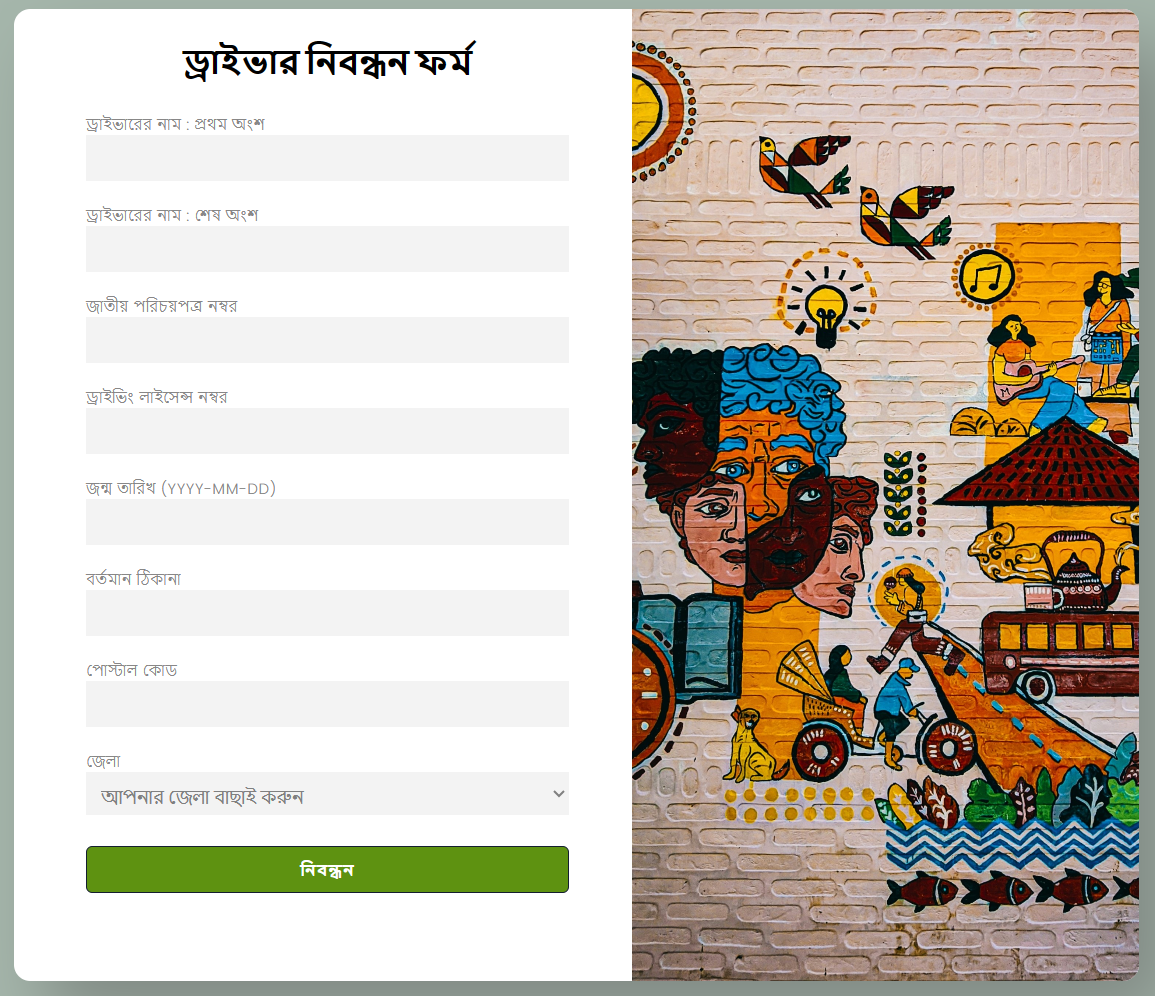 ড্রাইভার নিবন্ধন ফর্ম
ড্রাইভারের নাম : প্রথম অংশ
ড্রাইভারের নাম : শেষ অংশ
জাতীয় পরিচয়পত্র নম্বর
ড্রাইভিং লাইসেন্স নম্বর
জন্ম তারিখ (YYYY-MM-DD)
বর্তমান ঠিকানা
পোস্টাল কোড
জেলা
আপনার জেলা বাছাই করুন
নিবন্ধন